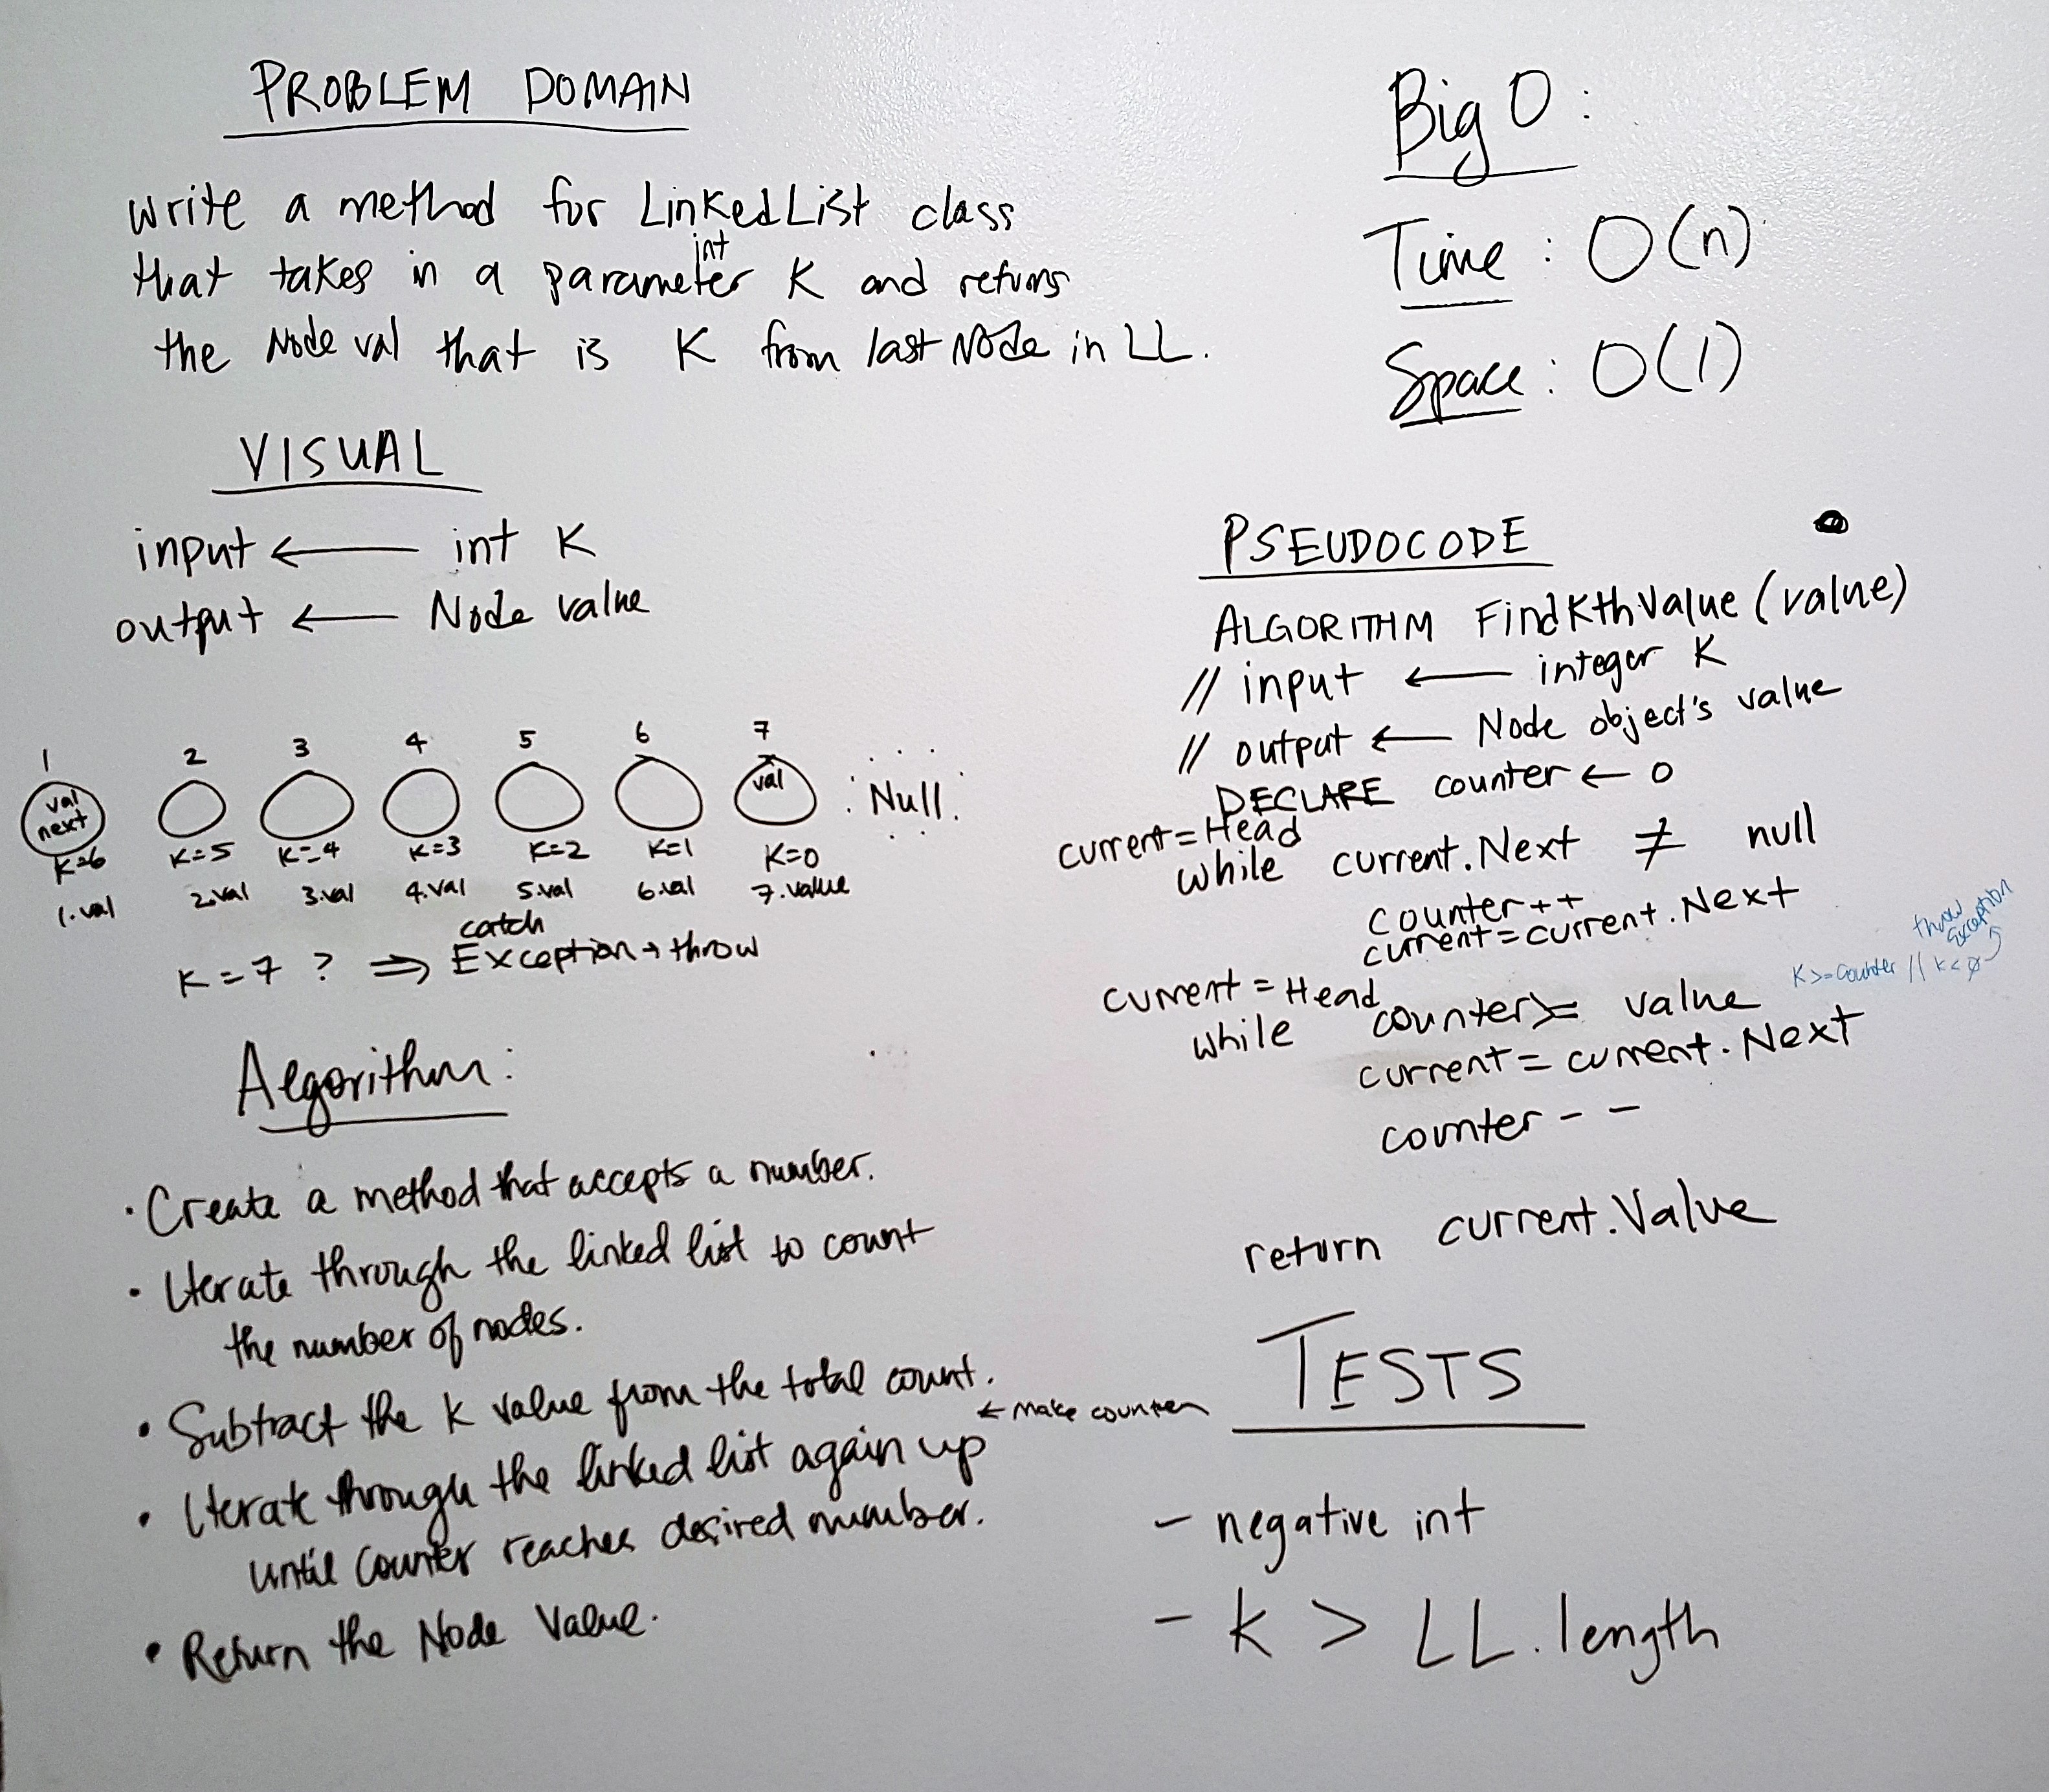 PROBLEM DOMAIN
write a method for LinkedList class
int
that takes in a parameter K and returns
the Node val that is K from last Node in LL.
VISUAL
input ← int K
output ← Node value
1 2 3 4 5 6 7
val
next
val
Null
K=6 K=5 K=4 K=3 K=2 K=1 K=0
1.val 2.val 3.val 4.val 5.val 6.val 7.value
catch
K=7 ? ⇒ Exception → throw
Algorithm:
• Create a method that accepts a number.
• Iterate through the linked list to count
the number of nodes.
• Subtract the K value from the total count.
← make counter
• Iterate through the linked list again up
until counter reaches desired number.
• Return the Node Value.
Big O :
Time : O(n)
Space : O(1)
PSEUDOCODE
ALGORITHM FindKthValue (value)
// input ← integer K
// output ← Node object's value
DECLARE counter ← 0
current = Head
while current.Next ≠ null
counter++
current = current.Next
throw
Exception
K>=counter || K<0
current = Head
while counter >= value
current = current.Next
counter--
return current.Value
TESTS
- negative int
- k > LL.length